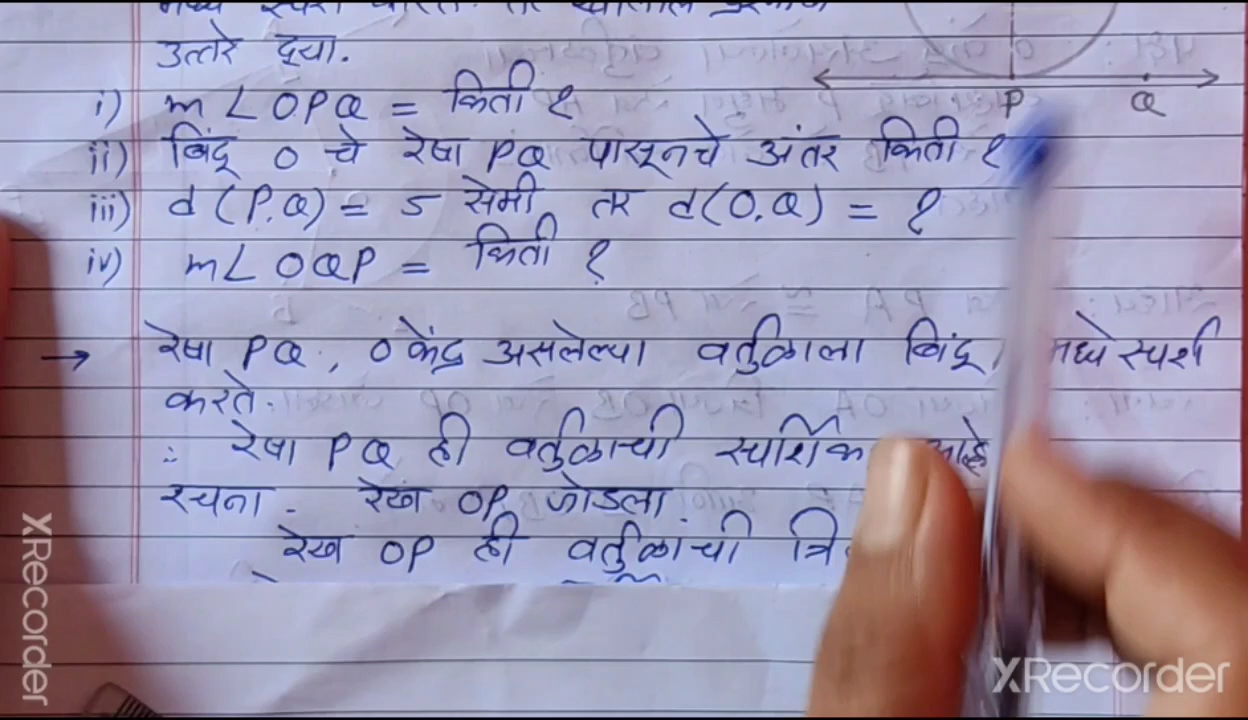 उत्तरे द्या.
P Q
i) m∠OPQ = किती ?
ii) बिंदू O चे रेषा PQ पासूनचे अंतर किती ?
iii) d(P.Q) = 5 सेमी तर d(O.Q) = ?
iv) m∠OQP = किती ?
→ रेषा PQ, O केंद्र असलेल्या वर्तुळाला बिंदू मध्ये स्पर्श
करते.
∴ रेषा PQ ही वर्तुळाची स्पर्शिका आहे
रचना - रेख OP जोडला.
रेख OP ही वर्तुळाची
XRecorder
XRecorder